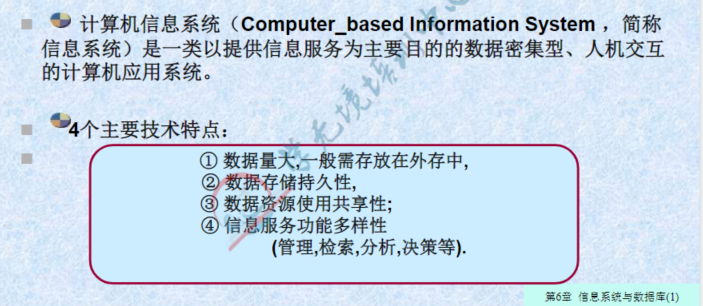 计算机信息系统（Computer_based Information System ，简称
信息系统）是一类以提供信息服务为主要目的的数据密集型、人机交互
的计算机应用系统。
4个主要技术特点：
① 数据量大,一般需存放在外存中,
② 数据存储持久性,
③ 数据资源使用共享性;
④ 信息服务功能多样性
(管理,检索,分析,决策等).
第6章 信息系统与数据库(1)